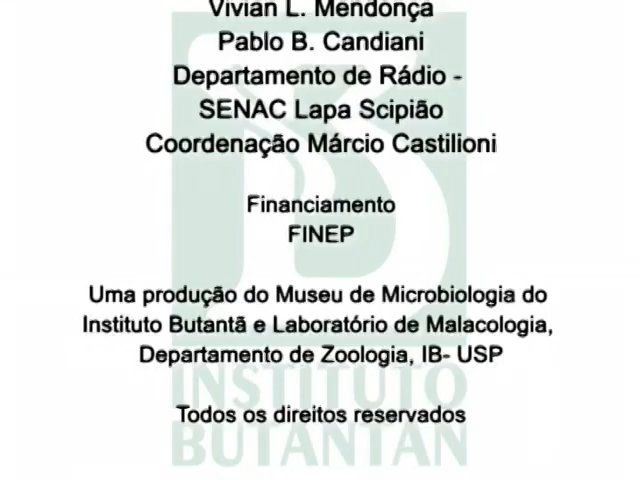 Vivian L. Mendonça
Pablo B. Candiani
Departamento de Rádio -
SENAC Lapa Scipião
Coordenação Márcio Castilioni
Financiamento
FINEP
Uma produção do Museu de Microbiologia do
Instituto Butantã e Laboratório de Malacologia,
Departamento de Zoologia, IB- USP
INSTITUTO
Todos os direitos reservados
BUTANTAN